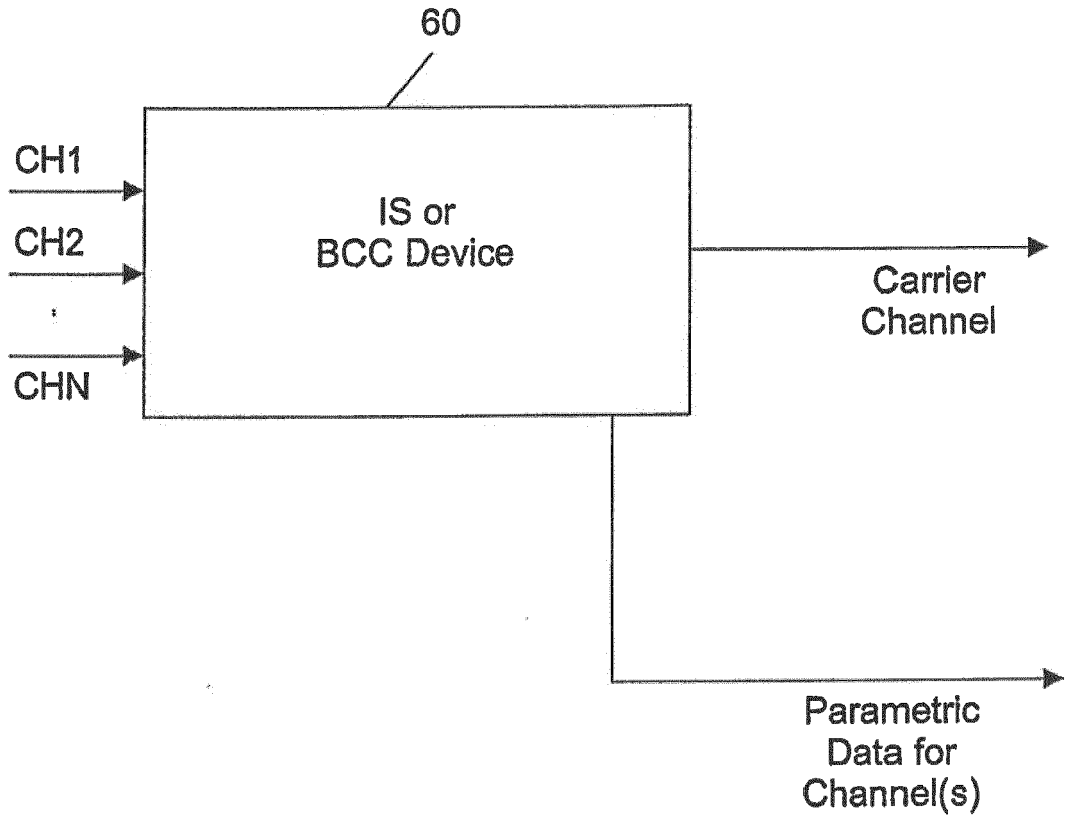 60
CH1
CH2
CHN
IS or
BCC Device
Carrier
Channel
Parametric
Data for
Channel(s)